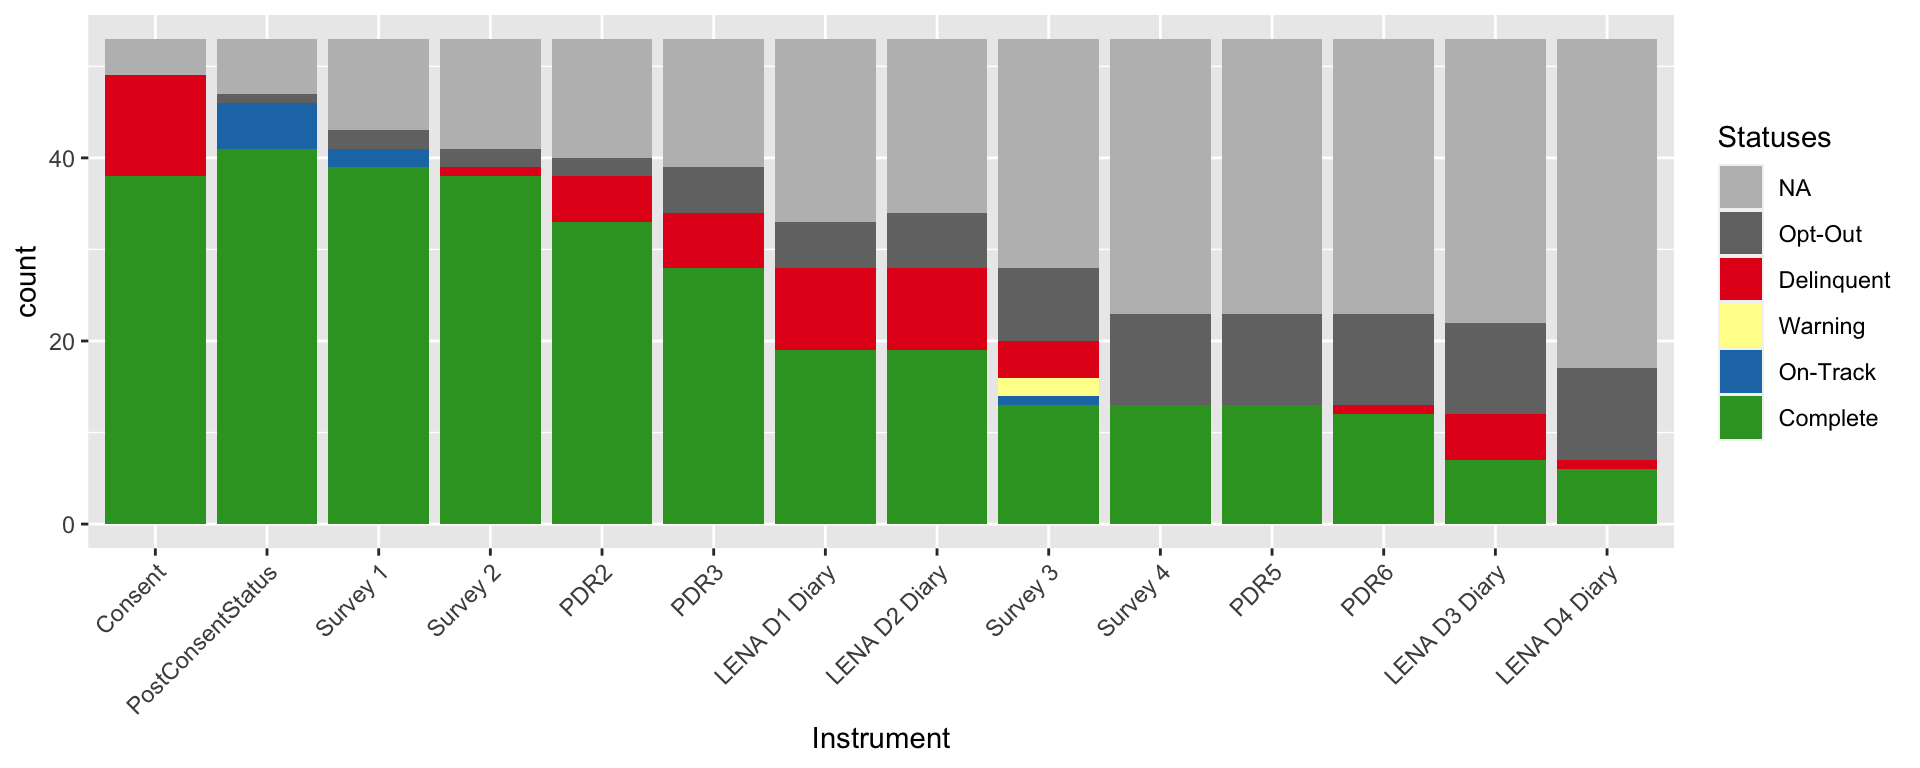 count
40
20
0
Consent
PostConsentStatus
Survey 1
Survey 2
PDR2
PDR3
LENA D1 Diary
LENA D2 Diary
Survey 3
Survey 4
PDR5
PDR6
LENA D3 Diary
LENA D4 Diary
Instrument
Statuses
NA
Opt-Out
Delinquent
Warning
On-Track
Complete